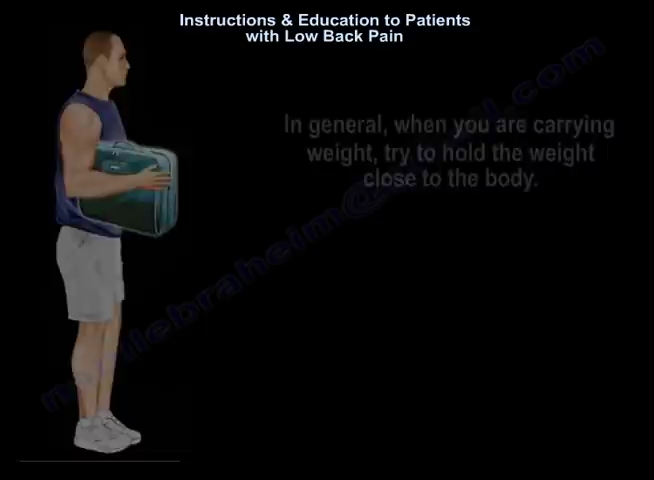 Instructions & Education to Patients
with Low Back Pain
In general, when you are carrying
weight, try to hold the weight
close to the body.